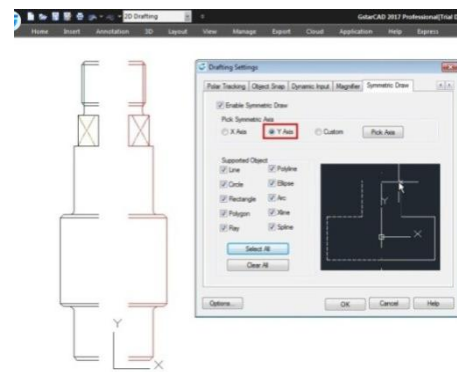 2D Drafting
GstarCAD 2017 Professional(Trial
Home Insert Annotation 3D Layout View Manage Export Cloud Application Help Express
Drafting Settings
Polar Tracking Object Snap Dynamic Input Magnifier Symmetric Draw
Enable Symmetric Draw
Pick Symmetric Axis
X Axis Y Axis Custom Pick Axis
Supported Object
Line Polyline
Circle Ellipse
Rectangle Arc
Polygon Xline
Ray Spline
Select All
Clear All
Y
X
Options... OK Cancel Help
Y
X